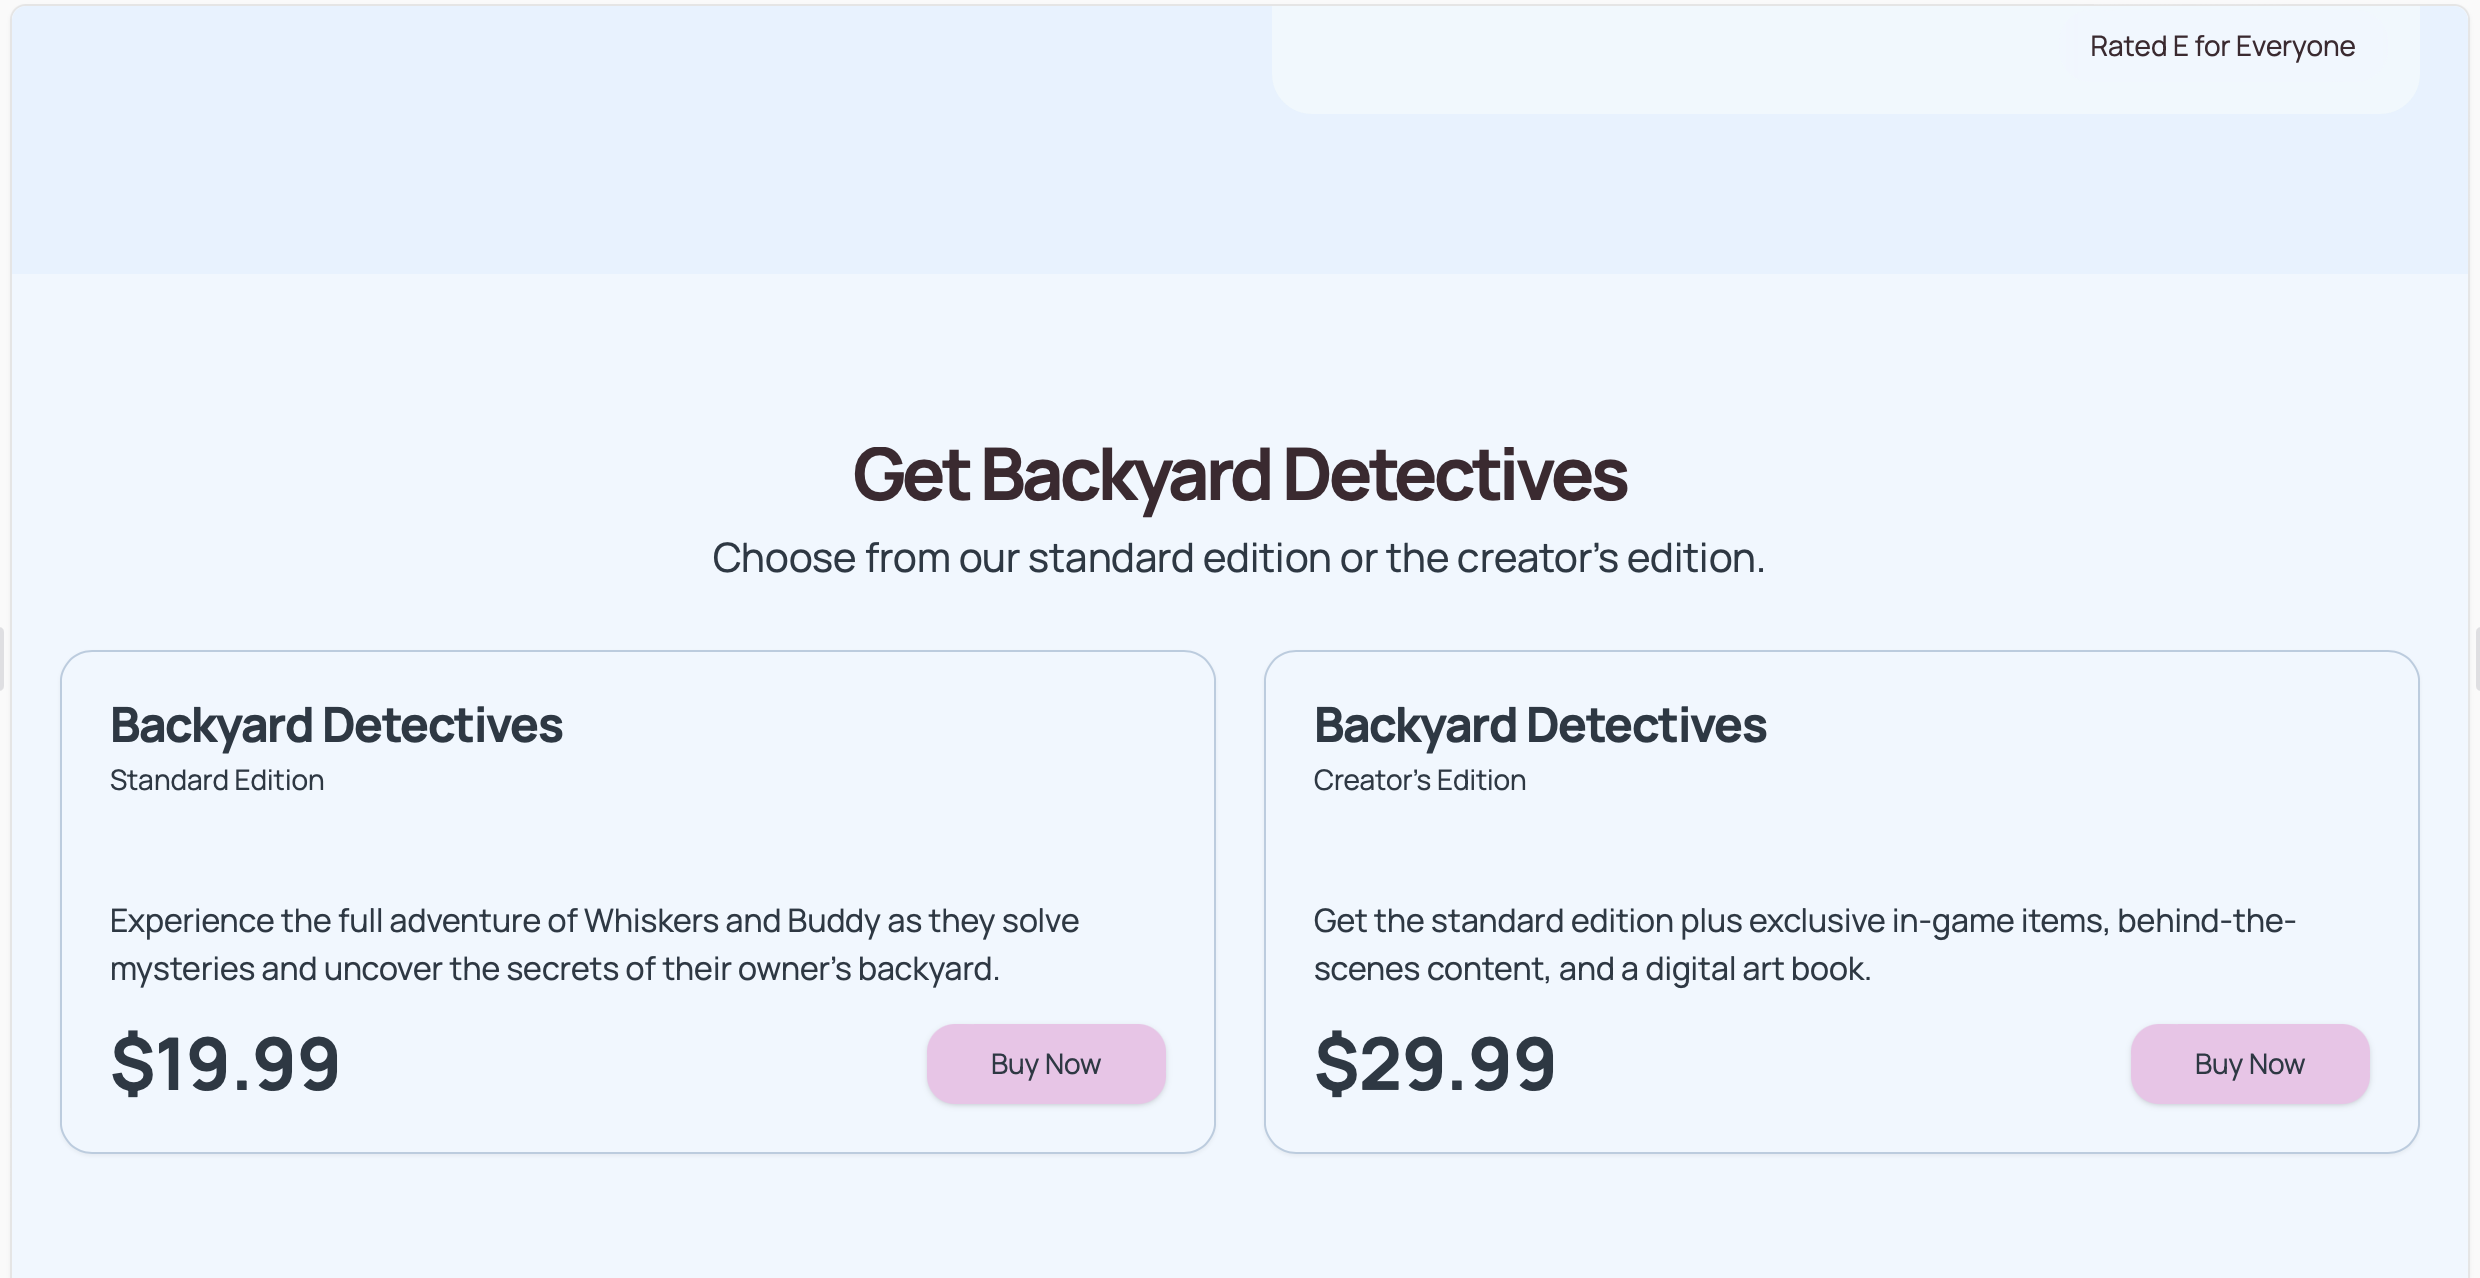 Rated E for Everyone
Get Backyard Detectives
Choose from our standard edition or the creator’s edition.
Backyard Detectives
Standard Edition
Experience the full adventure of Whiskers and Buddy as they solve
mysteries and uncover the secrets of their owner’s backyard.
$19.99
Buy Now
Backyard Detectives
Creator’s Edition
Get the standard edition plus exclusive in-game items, behind-the-
scenes content, and a digital art book.
$29.99
Buy Now